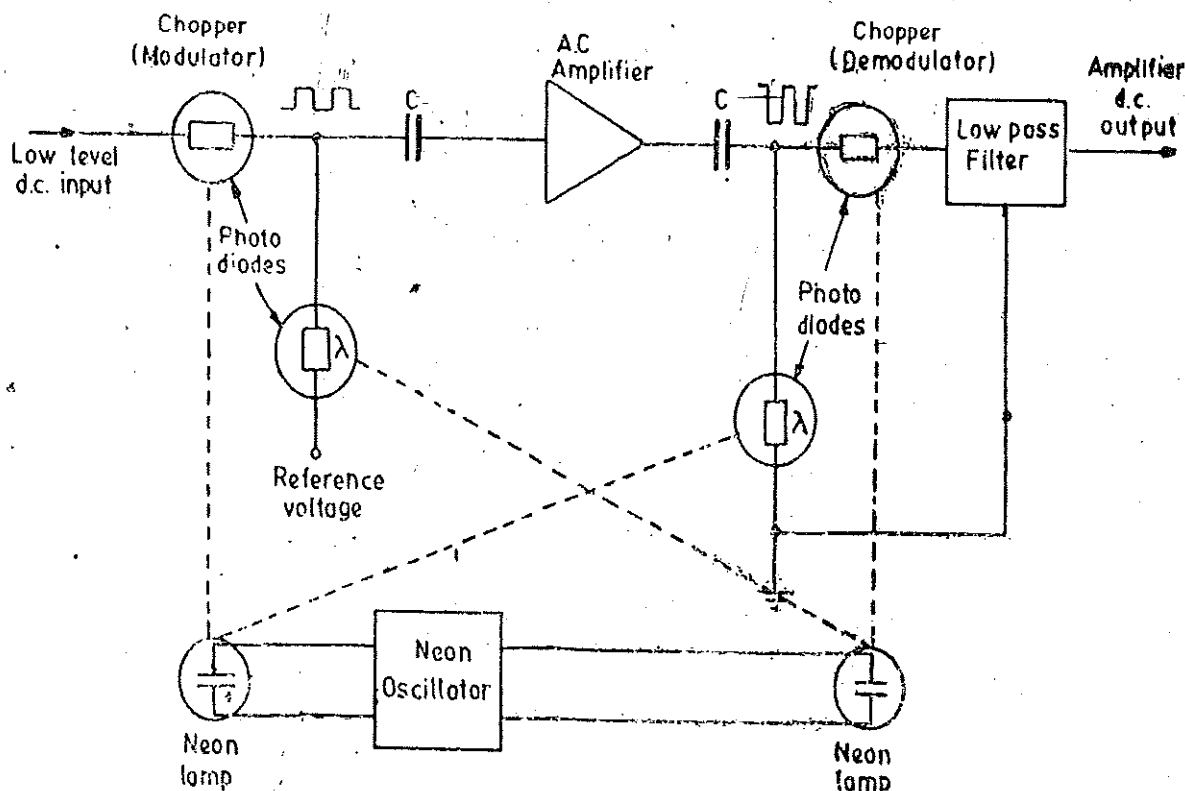 Chopper
(Modulator)
A.C
Amplifier
Chopper
(Demodulator)
Amplifier
d.c.
output
C
C
Low level
d.c. input
Low pass
Filter
Photo
diodes
λ
Photo
diodes
λ
Reference
voltage
Neon
Oscillator
Neon
lamp
Neon
lamp